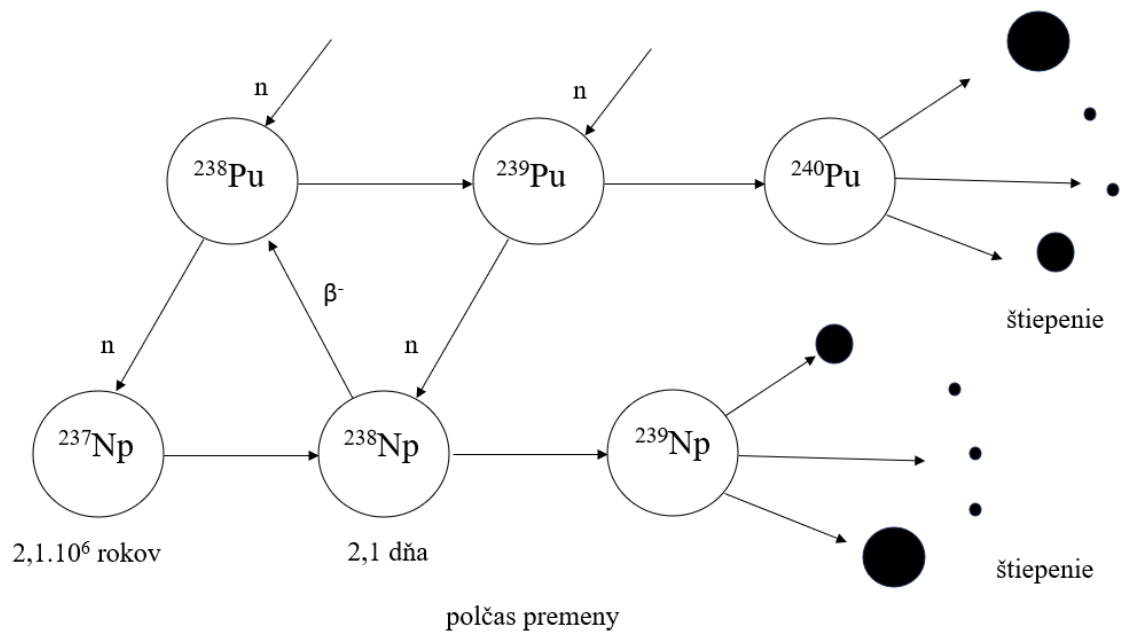 n
n
²³⁸Pu
²³⁹Pu
²⁴⁰Pu
β⁻
n
n
štiepenie
²³⁷Np
²³⁸Np
²³⁹Np
2,1.10⁶ rokov
2,1 dňa
štiepenie
polčas premeny